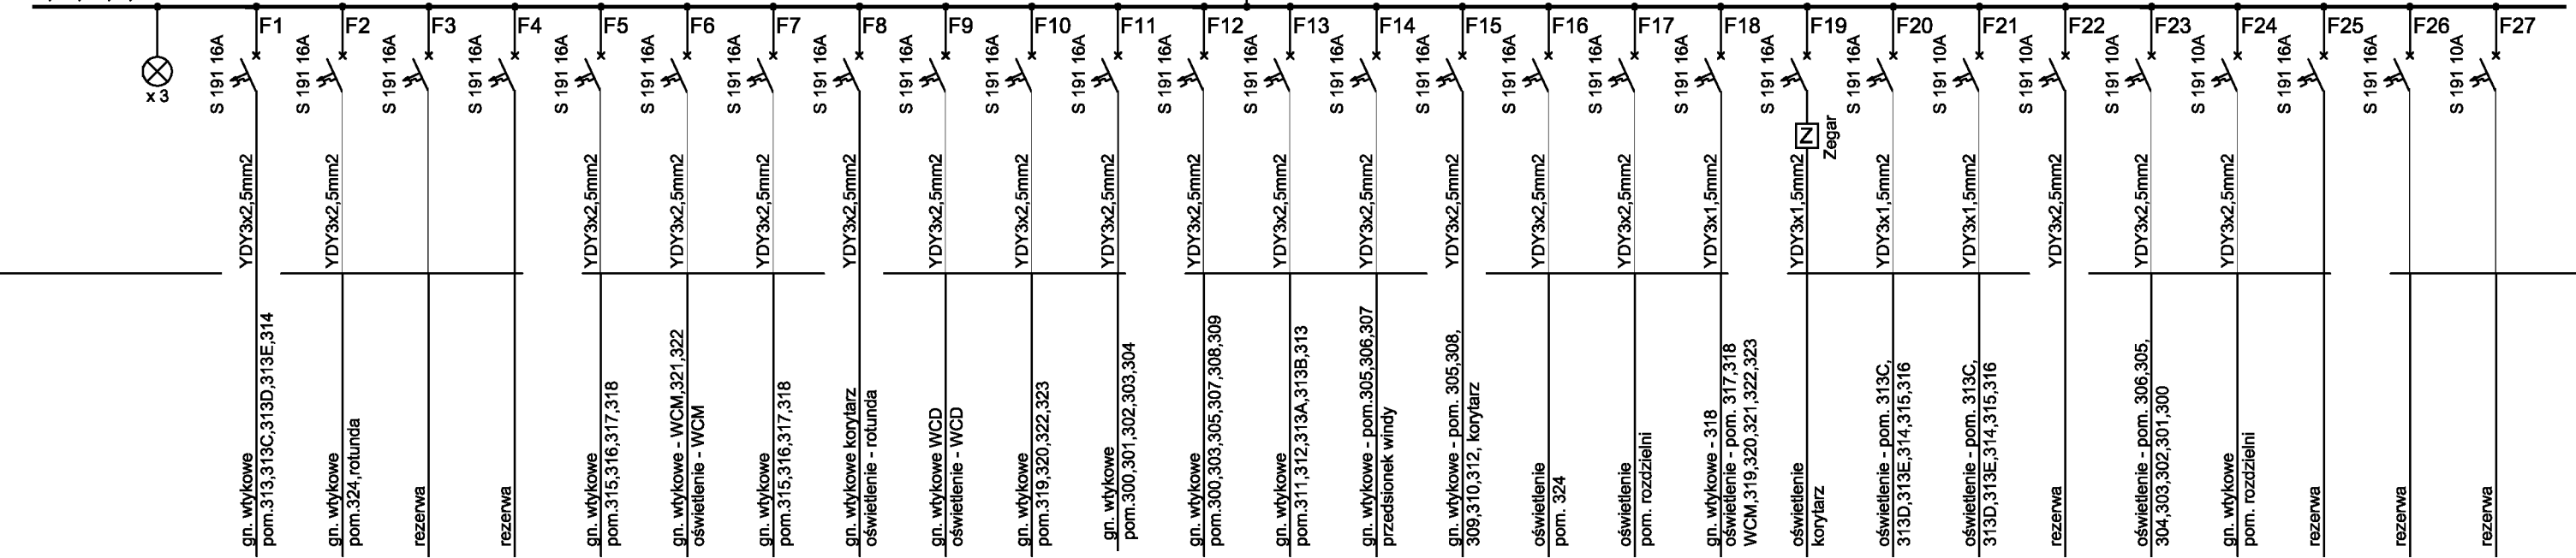 x 3
F1
S 191 16A
YDY3x2,5mm2
gn. wtykowe
pom.313,313C,313D,313E,314
F2
S 191 16A
YDY3x2,5mm2
gn. wtykowe
pom.324,rotunda
F3
S 191 16A
rezerwa
F4
S 191 16A
rezerwa
F5
S 191 16A
YDY3x2,5mm2
gn. wtykowe
pom.315,316,317,318
F6
S 191 16A
YDY3x2,5mm2
gn. wtykowe - WCM,321,322
oświetlenie - WCM
F7
S 191 16A
YDY3x2,5mm2
gn. wtykowe
pom.315,316,317,318
F8
S 191 16A
YDY3x2,5mm2
gn. wtykowe korytarz
oświetlenie - rotunda
F9
S 191 16A
YDY3x2,5mm2
gn. wtykowe WCD
oświetlenie - WCD
F10
S 191 16A
YDY3x2,5mm2
gn. wtykowe
pom.319,320,322,323
F11
S 191 16A
YDY3x2,5mm2
gn. wtykowe
pom.300,301,302,303,304
F12
S 191 16A
YDY3x2,5mm2
gn. wtykowe
pom.300,303,305,307,308,309
F13
S 191 16A
YDY3x2,5mm2
gn. wtykowe
pom.311,312,313A,313B,313
F14
S 191 16A
YDY3x2,5mm2
gn. wtykowe - pom.305,306,307
przedsionek windy
F15
S 191 16A
YDY3x2,5mm2
gn. wtykowe - pom. 305,308,
309,310,312, korytarz
F16
S 191 16A
YDY3x2,5mm2
oświetlenie
pom. 324
F17
S 191 16A
YDY3x2,5mm2
oświetlenie
pom. rozdzielni
F18
S 191 16A
YDY3x1,5mm2
gn. wtykowe - 318
oświetlenie - pom. 317,318
WCM,319,320,321,322,323
F19
S 191 16A
Z
Zegar
YDY3x1,5mm2
oświetlenie
korytarz
F20
S 191 10A
YDY3x1,5mm2
oświetlenie - pom. 313C,
313D,313E,314,315,316
F21
S 191 10A
YDY3x1,5mm2
oświetlenie - pom. 313C,
313D,313E,314,315,316
F22
S 191 10A
YDY3x2,5mm2
rezerwa
F23
S 191 10A
YDY3x2,5mm2
oświetlenie - pom. 306,305,
304,303,302,301,300
F24
S 191 16A
YDY3x2,5mm2
gn. wtykowe
pom. rozdzielni
F25
S 191 16A
rezerwa
F26
S 191 16A
rezerwa
F27
S 191 10A
rezerwa